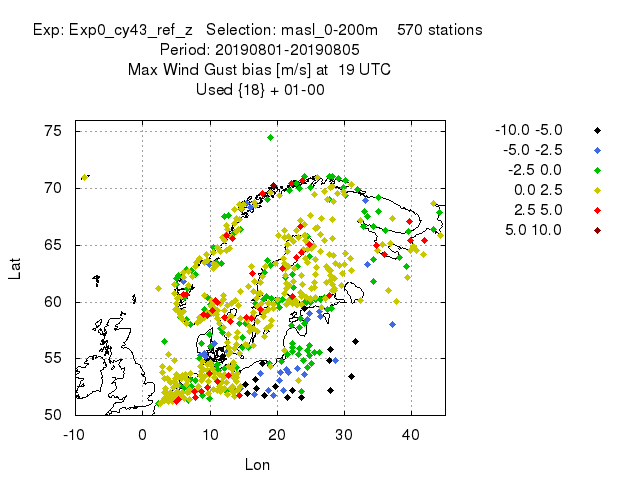 Exp: Exp0_cy43_ref_z Selection: masl_0-200m 570 stations
Period: 20190801-20190805
Max Wind Gust bias [m/s] at 19 UTC
Used {18} + 01-00
-10.0 -5.0
-5.0 -2.5
-2.5 0.0
0.0 2.5
2.5 5.0
5.0 10.0
75
70
65
60
55
50
Lat
-10 0 10 20 30 40
Lon